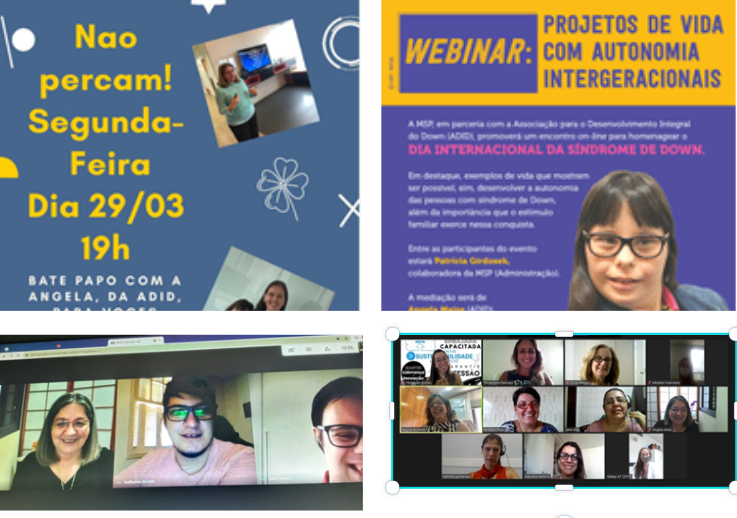 Nao
percam!
Segunda-
Feira
Dia 29/03
19h
BATE PAPO COM A
ANGELA, DA ADID,
PARA VOCES
WEBINAR:
PROJETOS DE VIDA
COM AUTONOMIA
INTERGERACIONAIS
A MSP, em parceria com a Associação para o Desenvolvimento Integral
do Down (ADID), promoverá um encontro on-line para homenagear o
DIA INTERNACIONAL DA SÍNDROME DE DOWN.
Em destaque, exemplos de vida que mostram
ser possível, sim, desenvolver a autonomia
das pessoas com síndrome de Down,
além da importância que o estímulo
familiar exerce nessa conquista.
Entre as participantes do evento
estará Patrícia Girdosek,
colaboradora da MSP (Administração).
A mediação será de
CAPACITADA